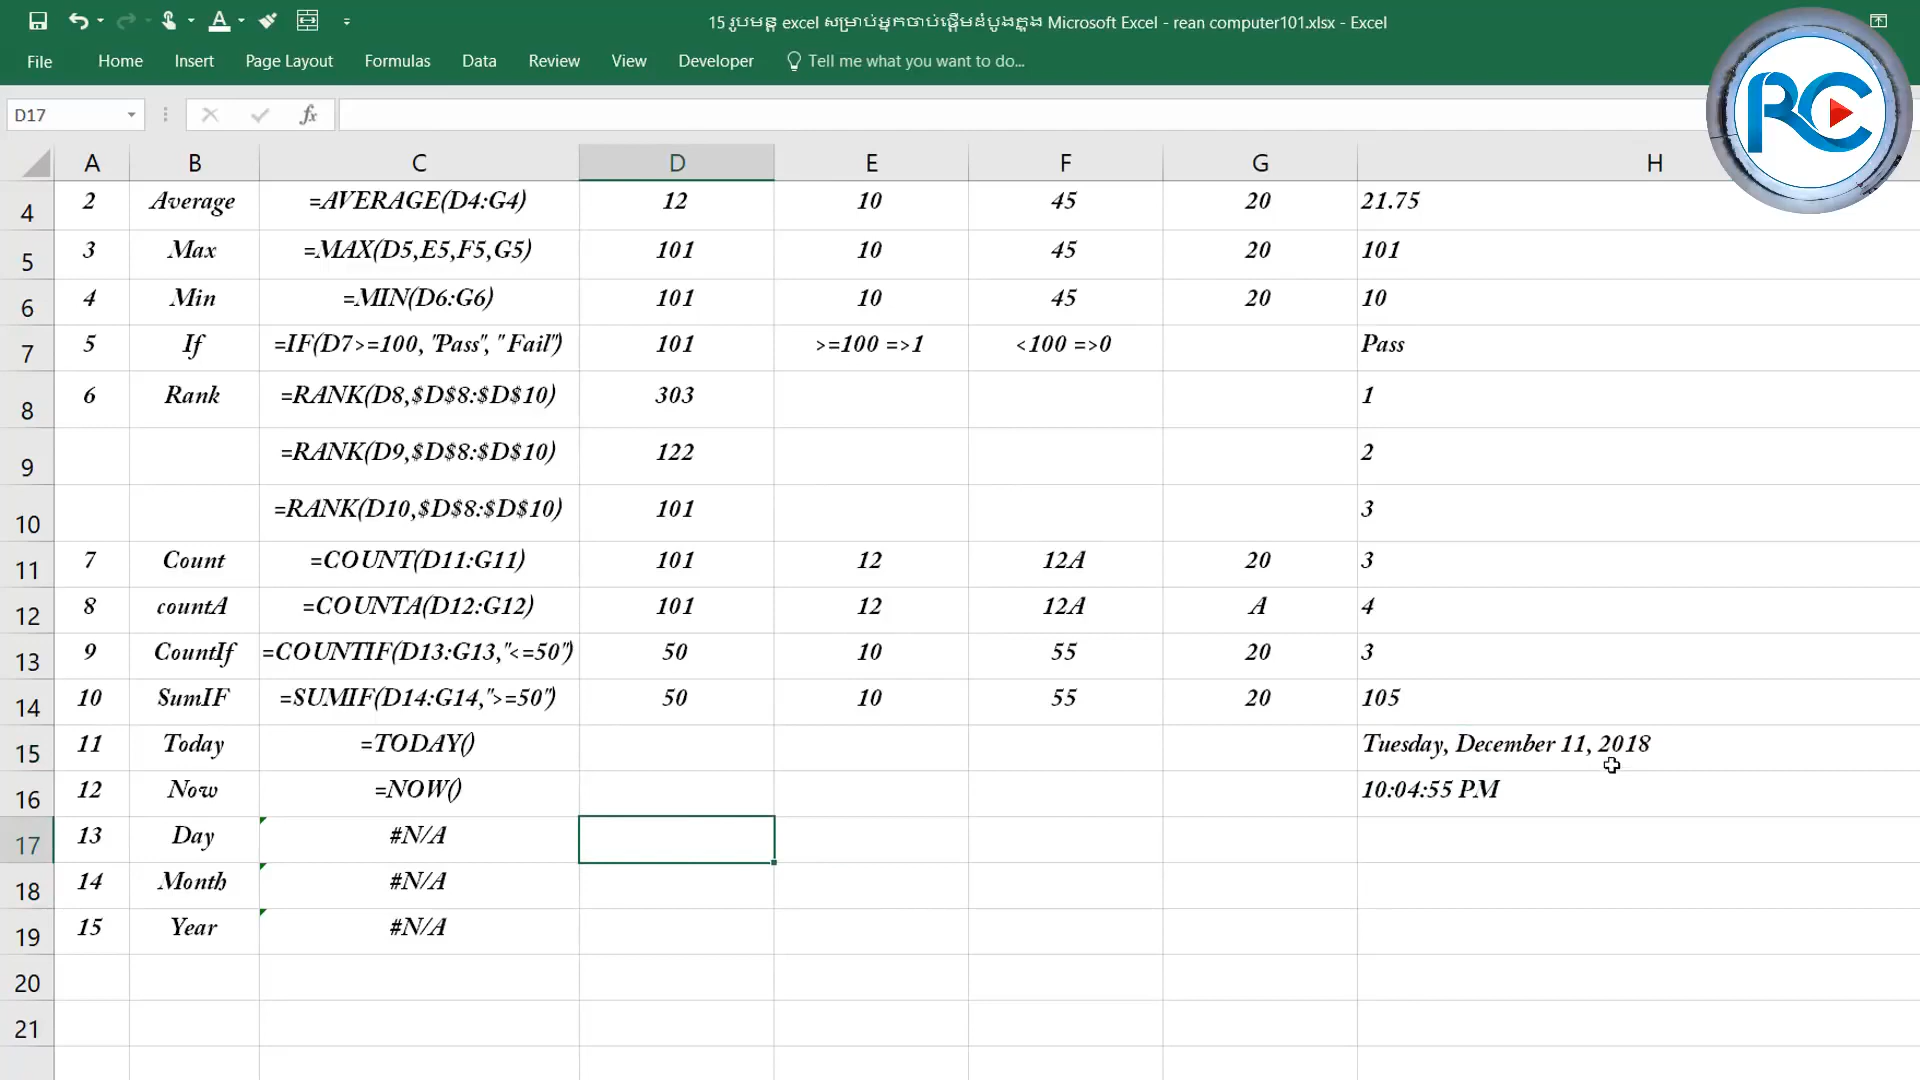 15 រូបមន្ត excel សម្រាប់អ្នកចាប់ផ្ដើមដំបូងក្នុង Microsoft Excel - rean computer101.xlsx - Excel
File Home Insert Page Layout Formulas Data Review View Developer Tell me what you want to do...
D17 fx
A B C D E F G H
4 2 Average =AVERAGE(D4:G4) 12 10 45 20 21.75
5 3 Max =MAX(D5,E5,F5,G5) 101 10 45 20 101
6 4 Min =MIN(D6:G6) 101 10 45 20 10
7 5 If =IF(D7>=100, "Pass", "Fail") 101 >=100 =>1 <100 =>0 Pass
8 6 Rank =RANK(D8,$D$8:$D$10) 303 1
9 =RANK(D9,$D$8:$D$10) 122 2
10 =RANK(D10,$D$8:$D$10) 101 3
11 7 Count =COUNT(D11:G11) 101 12 12A 20 3
12 8 countA =COUNTA(D12:G12) 101 12 12A A 4
13 9 CountIf =COUNTIF(D13:G13,"<=50") 50 10 55 20 3
14 10 SumIF =SUMIF(D14:G14,">=50") 50 10 55 20 105
15 11 Today =TODAY() Tuesday, December 11, 2018
16 12 Now =NOW() 10:04:55 PM
17 13 Day #N/A
18 14 Month #N/A
19 15 Year #N/A
20
21
RC